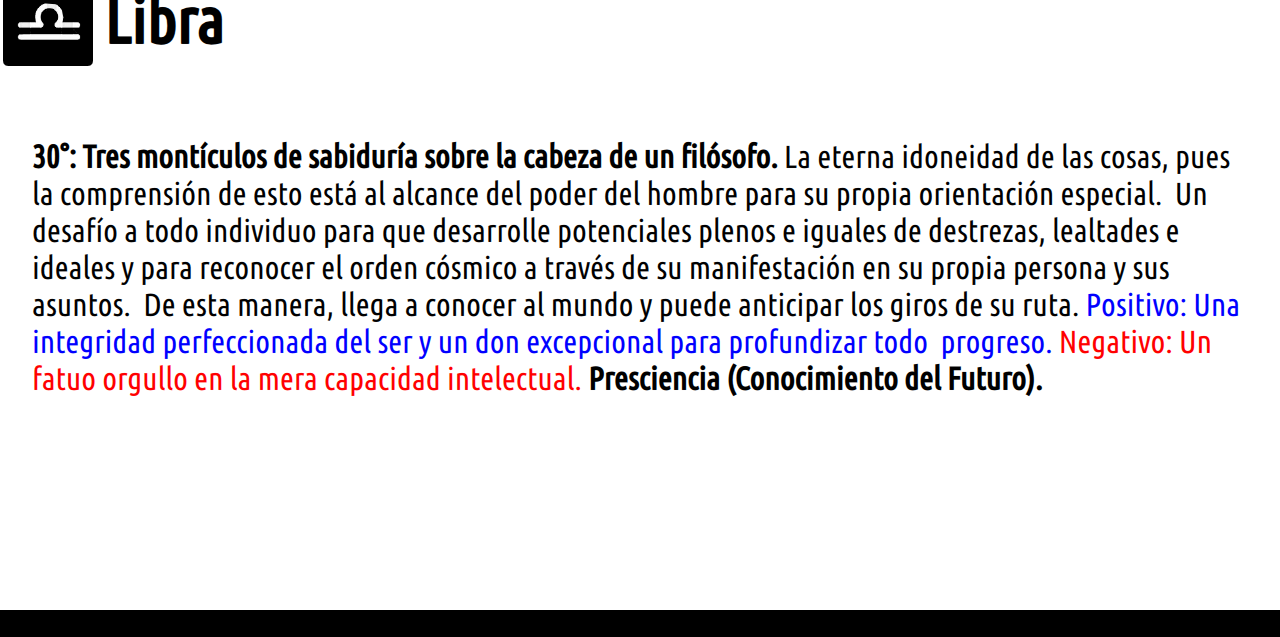 Libra
30°: Tres montículos de sabiduría sobre la cabeza de un filósofo. La eterna idoneidad de las cosas, pues
la comprensión de esto está al alcance del poder del hombre para su propia orientación especial.  Un
desafío a todo individuo para que desarrolle potenciales plenos e iguales de destrezas, lealtades e
ideales y para reconocer el orden cósmico a través de su manifestación en su propia persona y sus
asuntos.  De esta manera, llega a conocer al mundo y puede anticipar los giros de su ruta. Positivo: Una
integridad perfeccionada del ser y un don excepcional para profundizar todo  progreso. Negativo: Un
fatuo orgullo en la mera capacidad intelectual. Presciencia (Conocimiento del Futuro).